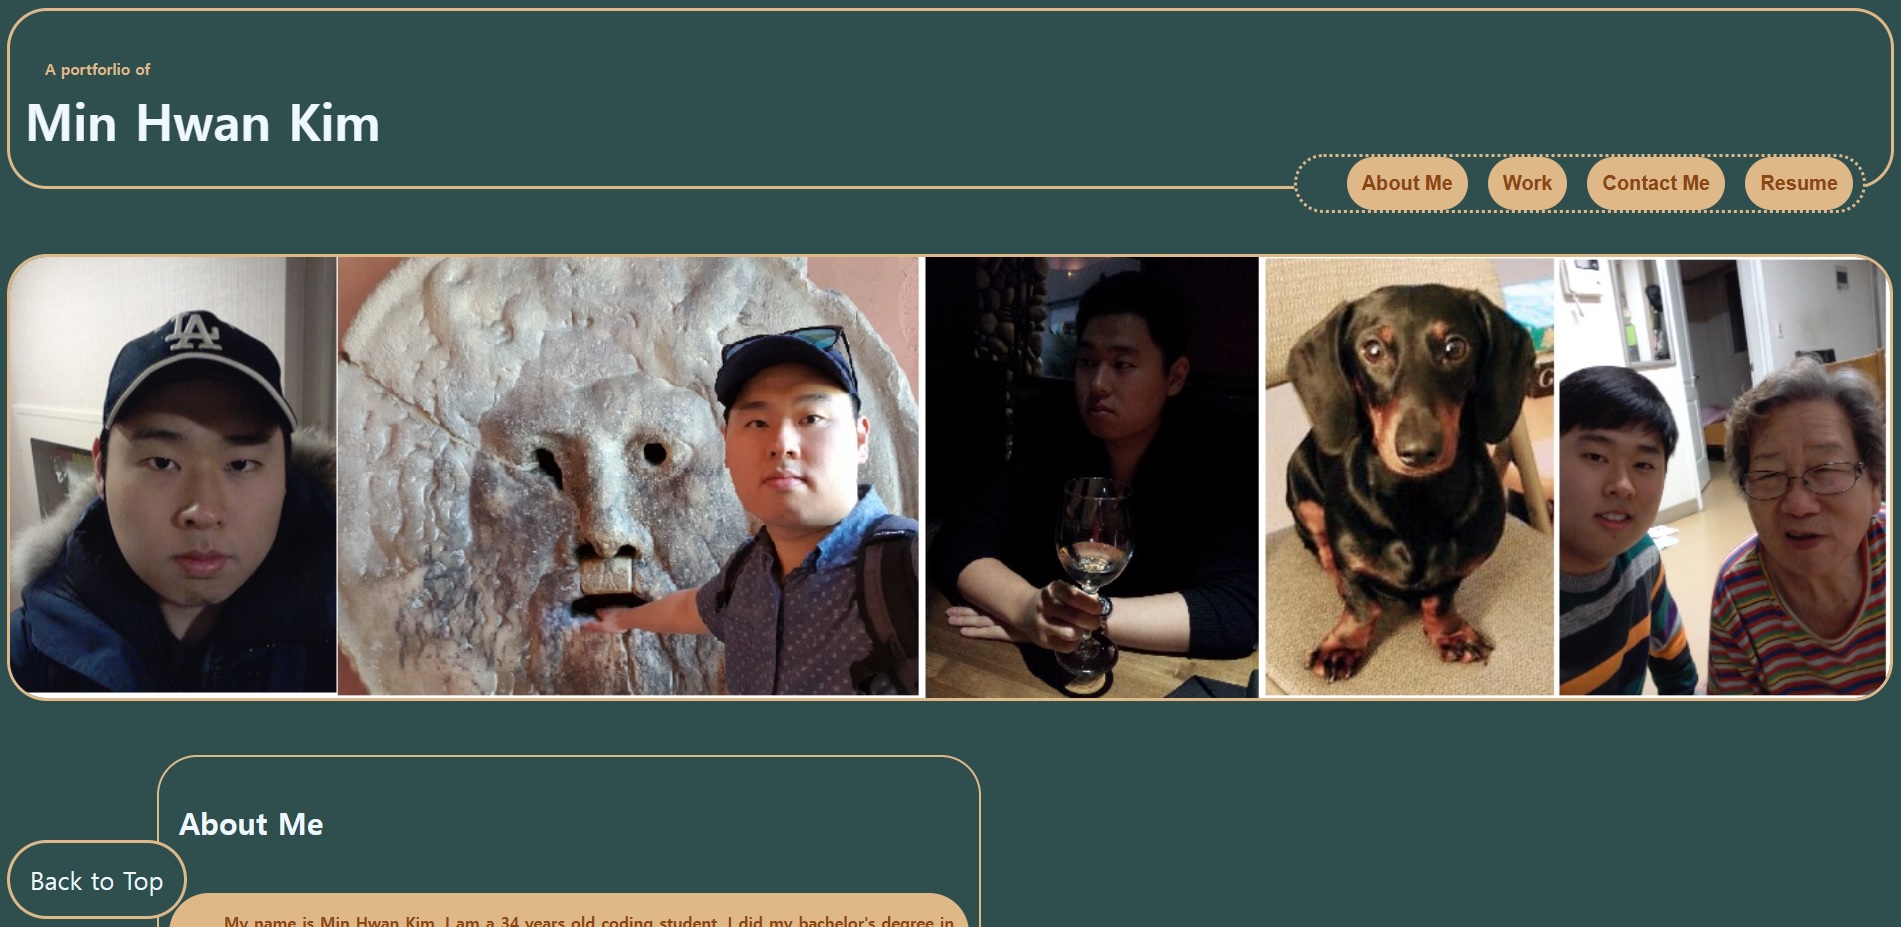 A portforlio of
Min Hwan Kim
About Me Work Contact Me Resume
LA
About Me
Back to Top
My name is Min Hwan Kim. I am a 34 years old coding student. I did my bachelor's degree in